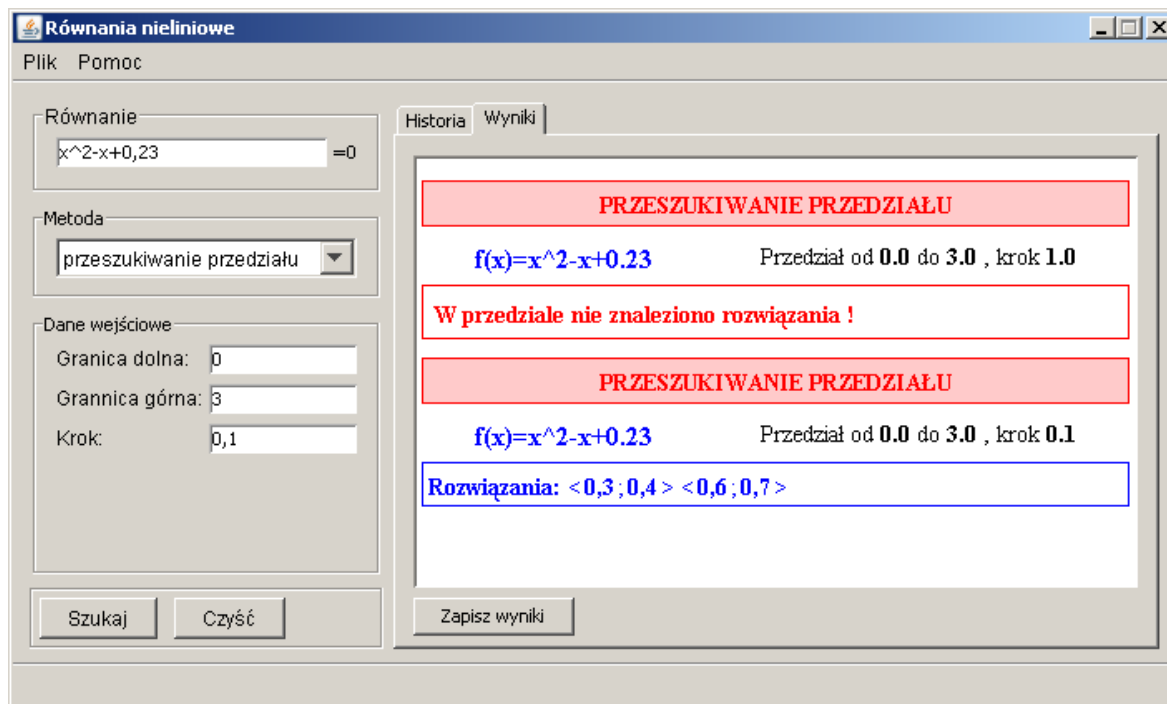 Równania nieliniowe
Plik Pomoc
Równanie
x^2-x+0,23 =0
Metoda
przeszukiwanie przedziału
Dane wejściowe
Granica dolna: 0
Grannica górna: 3
Krok: 0,1
Szukaj Czyść
Historia Wyniki
PRZESZUKIWANIE PRZEDZIAŁU
f(x)=x^2-x+0.23 Przedział od 0.0 do 3.0 , krok 1.0
W przedziale nie znaleziono rozwiązania !
PRZESZUKIWANIE PRZEDZIAŁU
f(x)=x^2-x+0.23 Przedział od 0.0 do 3.0 , krok 0.1
Rozwiązania: <0,3 ; 0,4 > <0,6 ; 0,7 >
Zapisz wyniki